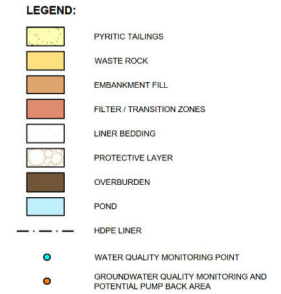 LEGEND:
PYRITIC TAILINGS
WASTE ROCK
EMBANKMENT FILL
FILTER / TRANSITION ZONES
LINER BEDDING
PROTECTIVE LAYER
OVERBURDEN
POND
HDPE LINER
WATER QUALITY MONITORING POINT
GROUNDWATER QUALITY MONITORING AND
POTENTIAL PUMP BACK AREA